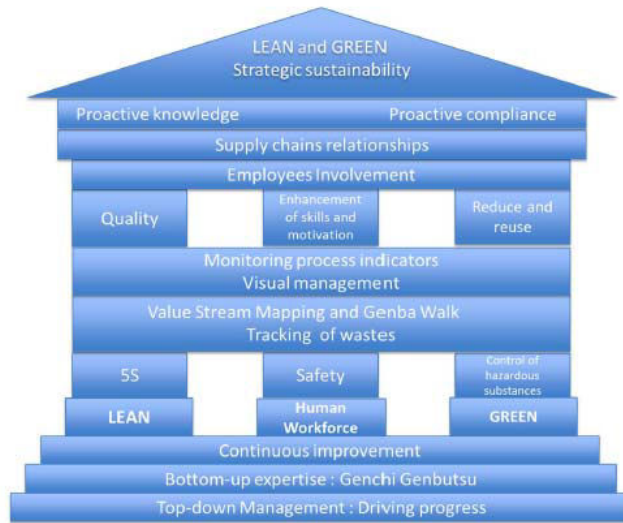 LEAN and GREEN
Strategic sustainability
Proactive knowledge
Proactive compliance
Supply chains relationships
Employees Involvement
Quality
Enhancement
of skills and
motivation
Reduce and
reuse
Monitoring process indicators
Visual management
Value Stream Mapping and Genba Walk
Tracking of wastes
5S
Safety
Control of
hazardous
substances
LEAN
Human
Workforce
GREEN
Continuous improvement
Bottom-up expertise : Genchi Genbutsu
Top-down Management : Driving progress